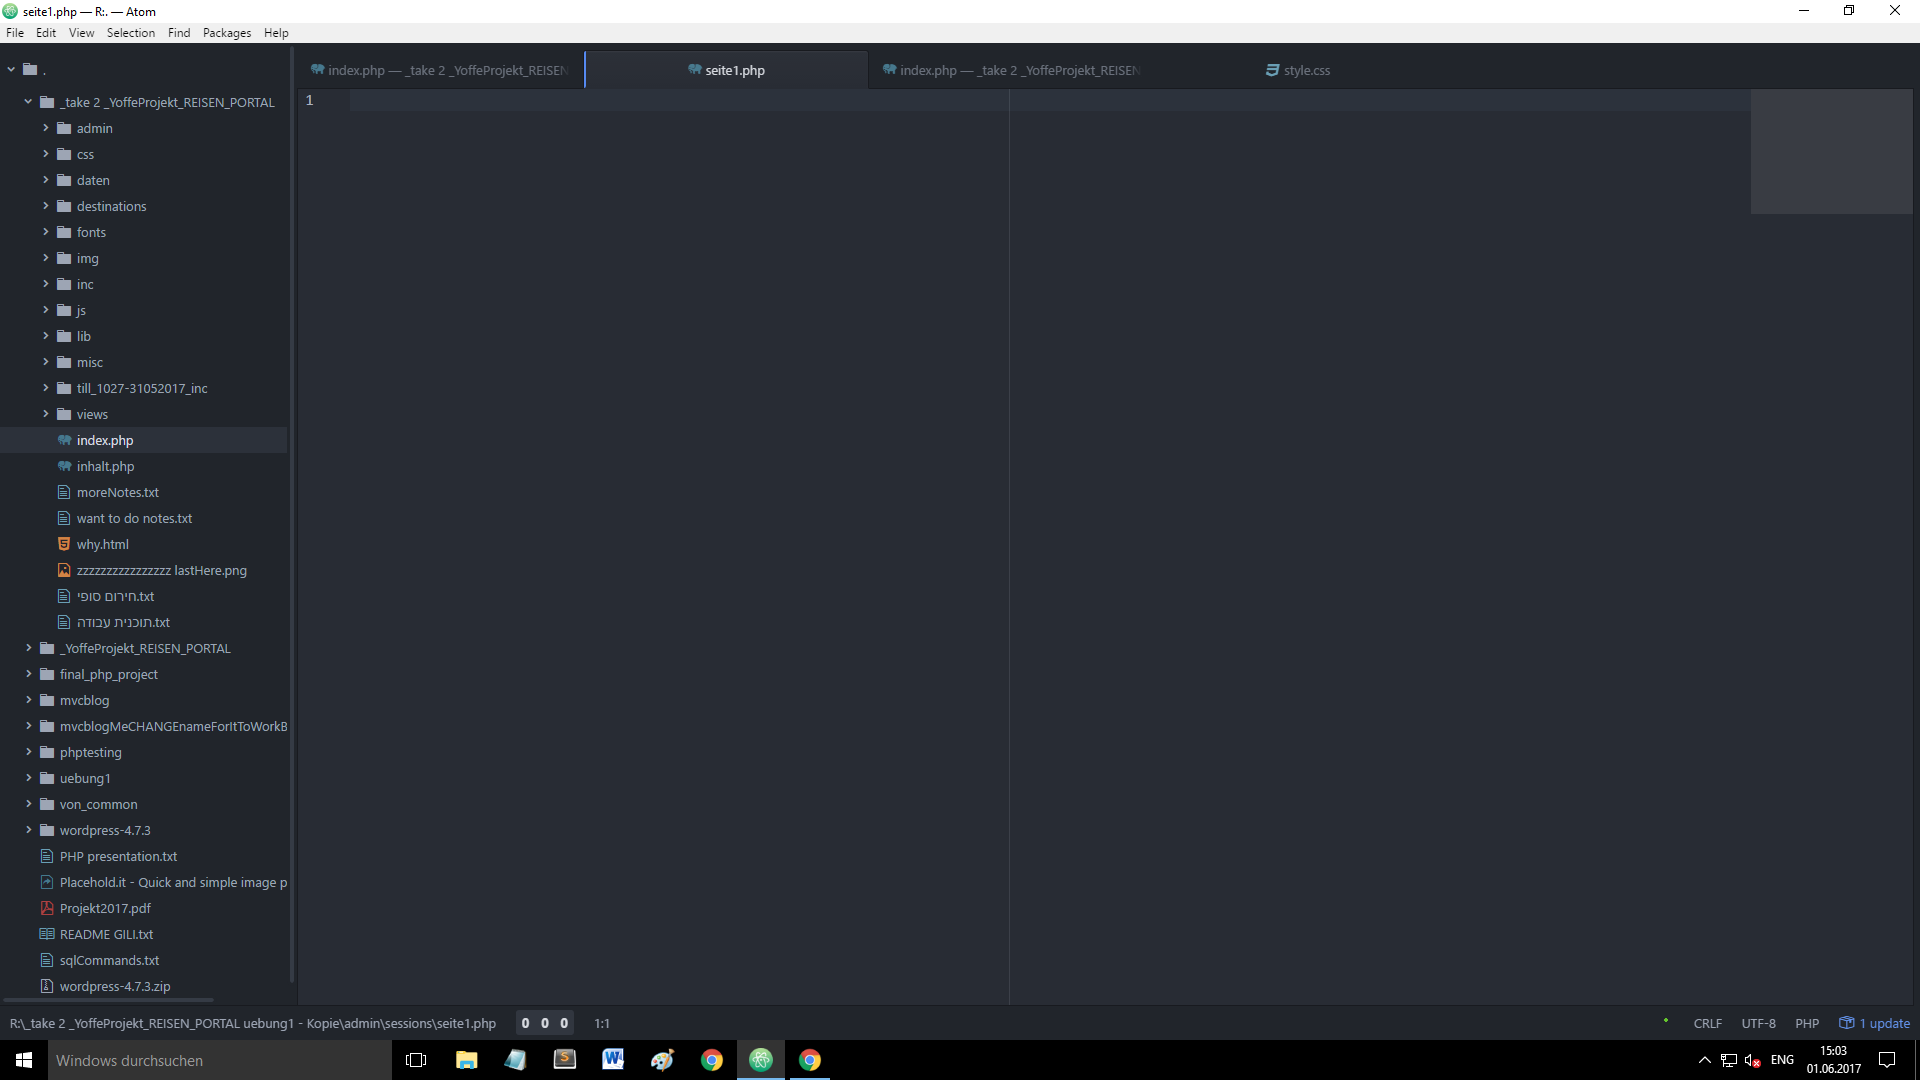 seite1.php — R:. — Atom
File Edit View Selection Find Packages Help
.
_take 2 _YoffeProjekt_REISEN_PORTAL
admin
css
daten
destinations
fonts
img
inc
js
lib
misc
till_1027-31052017_inc
views
index.php
inhalt.php
moreNotes.txt
want to do notes.txt
why.html
zzzzzzzzzzzzzzzz lastHere.png
חירום סופי.txt
תוכנית עבודה.txt
_YoffeProjekt_REISEN_PORTAL
final_php_project
mvcblog
mvcblogMeCHANGEnameForItToWorkB
phptesting
uebung1
von_common
wordpress-4.7.3
PHP presentation.txt
Placehold.it - Quick and simple image p
Projekt2017.pdf
README GILI.txt
sqlCommands.txt
wordpress-4.7.3.zip
index.php — _take 2 _YoffeProjekt_REISEN
seite1.php
index.php — _take 2 _YoffeProjekt_REISEN
style.css
1
R:\_take 2 _YoffeProjekt_REISEN_PORTAL uebung1 - Kopie\admin\sessions\seite1.php 0 0 0 1:1 CRLF UTF-8 PHP 1 update
Windows durchsuchen
ENG
15:03
01.06.2017